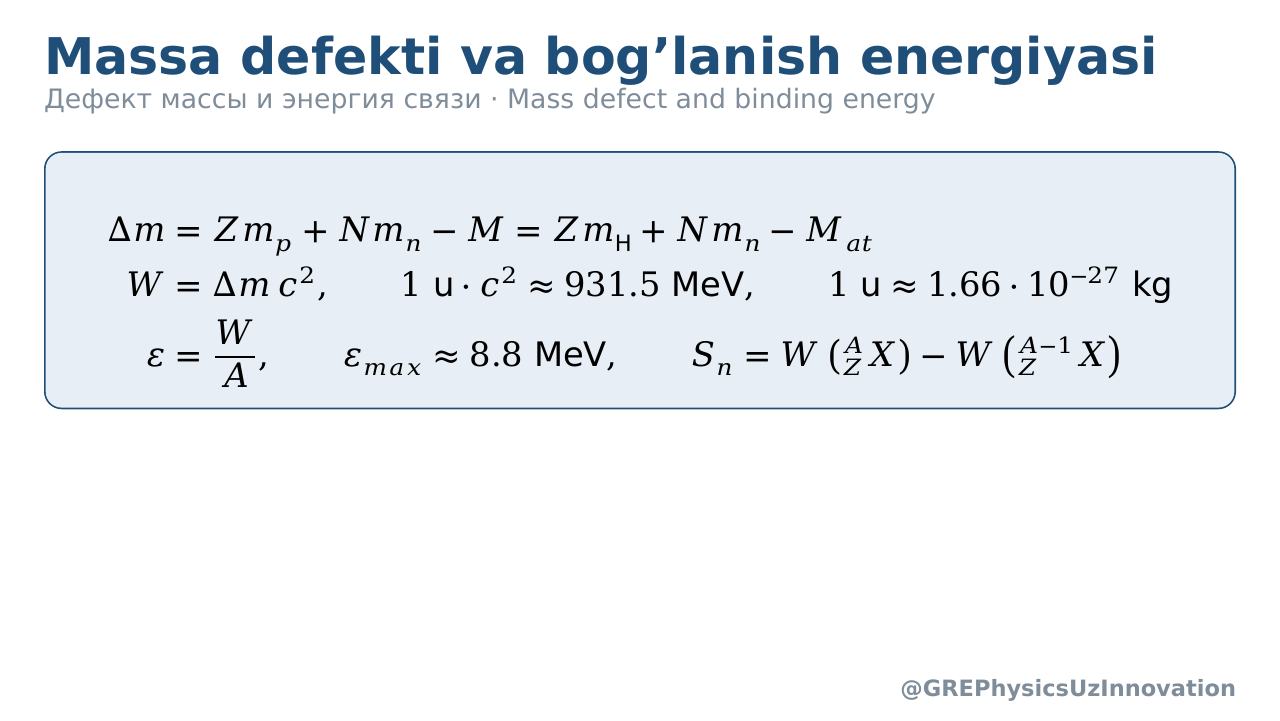 Massa defekti va bog’lanish energiyasi
Дефект массы и энергия связи · Mass defect and binding energy
Δm = Zm_p + Nm_n − M = Zm_H + Nm_n − M_at
W = Δm c², 1 u · c² ≈ 931.5 MeV, 1 u ≈ 1.66 · 10⁻²⁷ kg
ε = W/A, ε_max ≈ 8.8 MeV, S_n = W (^A_Z X) − W (^{A−1}_Z X)
@GREPhysicsUzInnovation